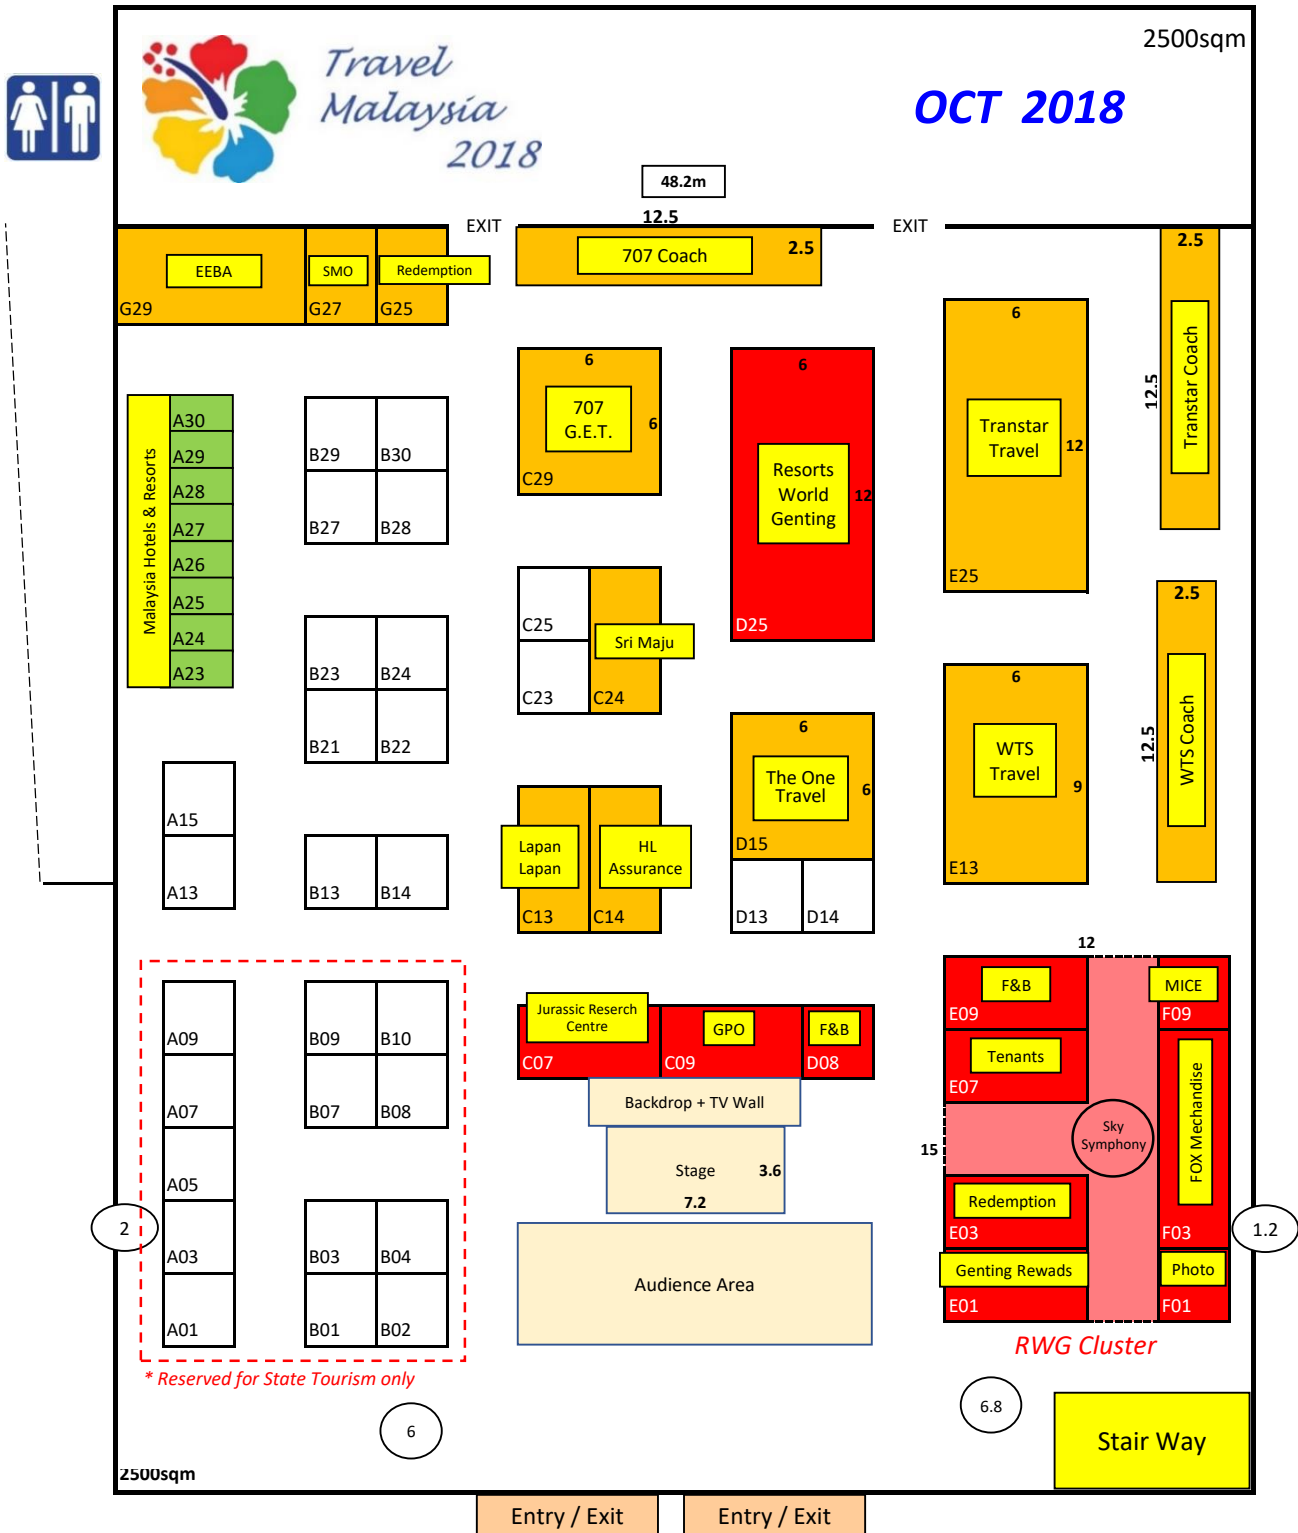 2500sqm
Travel
Malaysia
2018
OCT  2018
48.2m
EXIT
12.5
EXIT
EEBA
SMO
Redemption
G29
G27
G25
707 Coach
2.5
2.5
Transtar Coach
12.5
6
Transtar
Travel
12
E25
6
707
G.E.T.
6
C29
6
Resorts
World
Genting
12
D25
Malaysia Hotels & Resorts
A30
A29
A28
A27
A26
A25
A24
A23
B29
B30
B27
B28
C25
Sri Maju
C23
C24
B23
B24
B21
B22
2.5
WTS Coach
12.5
6
WTS
Travel
9
E13
6
The One
Travel
6
D15
D13
D14
A15
A13
B13
B14
Lapan
Lapan
HL
Assurance
C13
C14
12
F&B
E09
MICE
F09
Tenants
E07
Sky
Symphony
FOX Mechandise
15
Redemption
E03
F03
Genting Rewads
E01
Photo
F01
RWG Cluster
Jurassic Reserch
Centre
C07
GPO
C09
F&B
D08
Backdrop + TV Wall
Stage
3.6
7.2
Audience Area
A09
B09
B10
A07
B07
B08
A05
2
A03
B03
B04
A01
B01
B02
1.2
* Reserved for State Tourism only
6
6.8
Stair Way
2500sqm
Entry / Exit
Entry / Exit